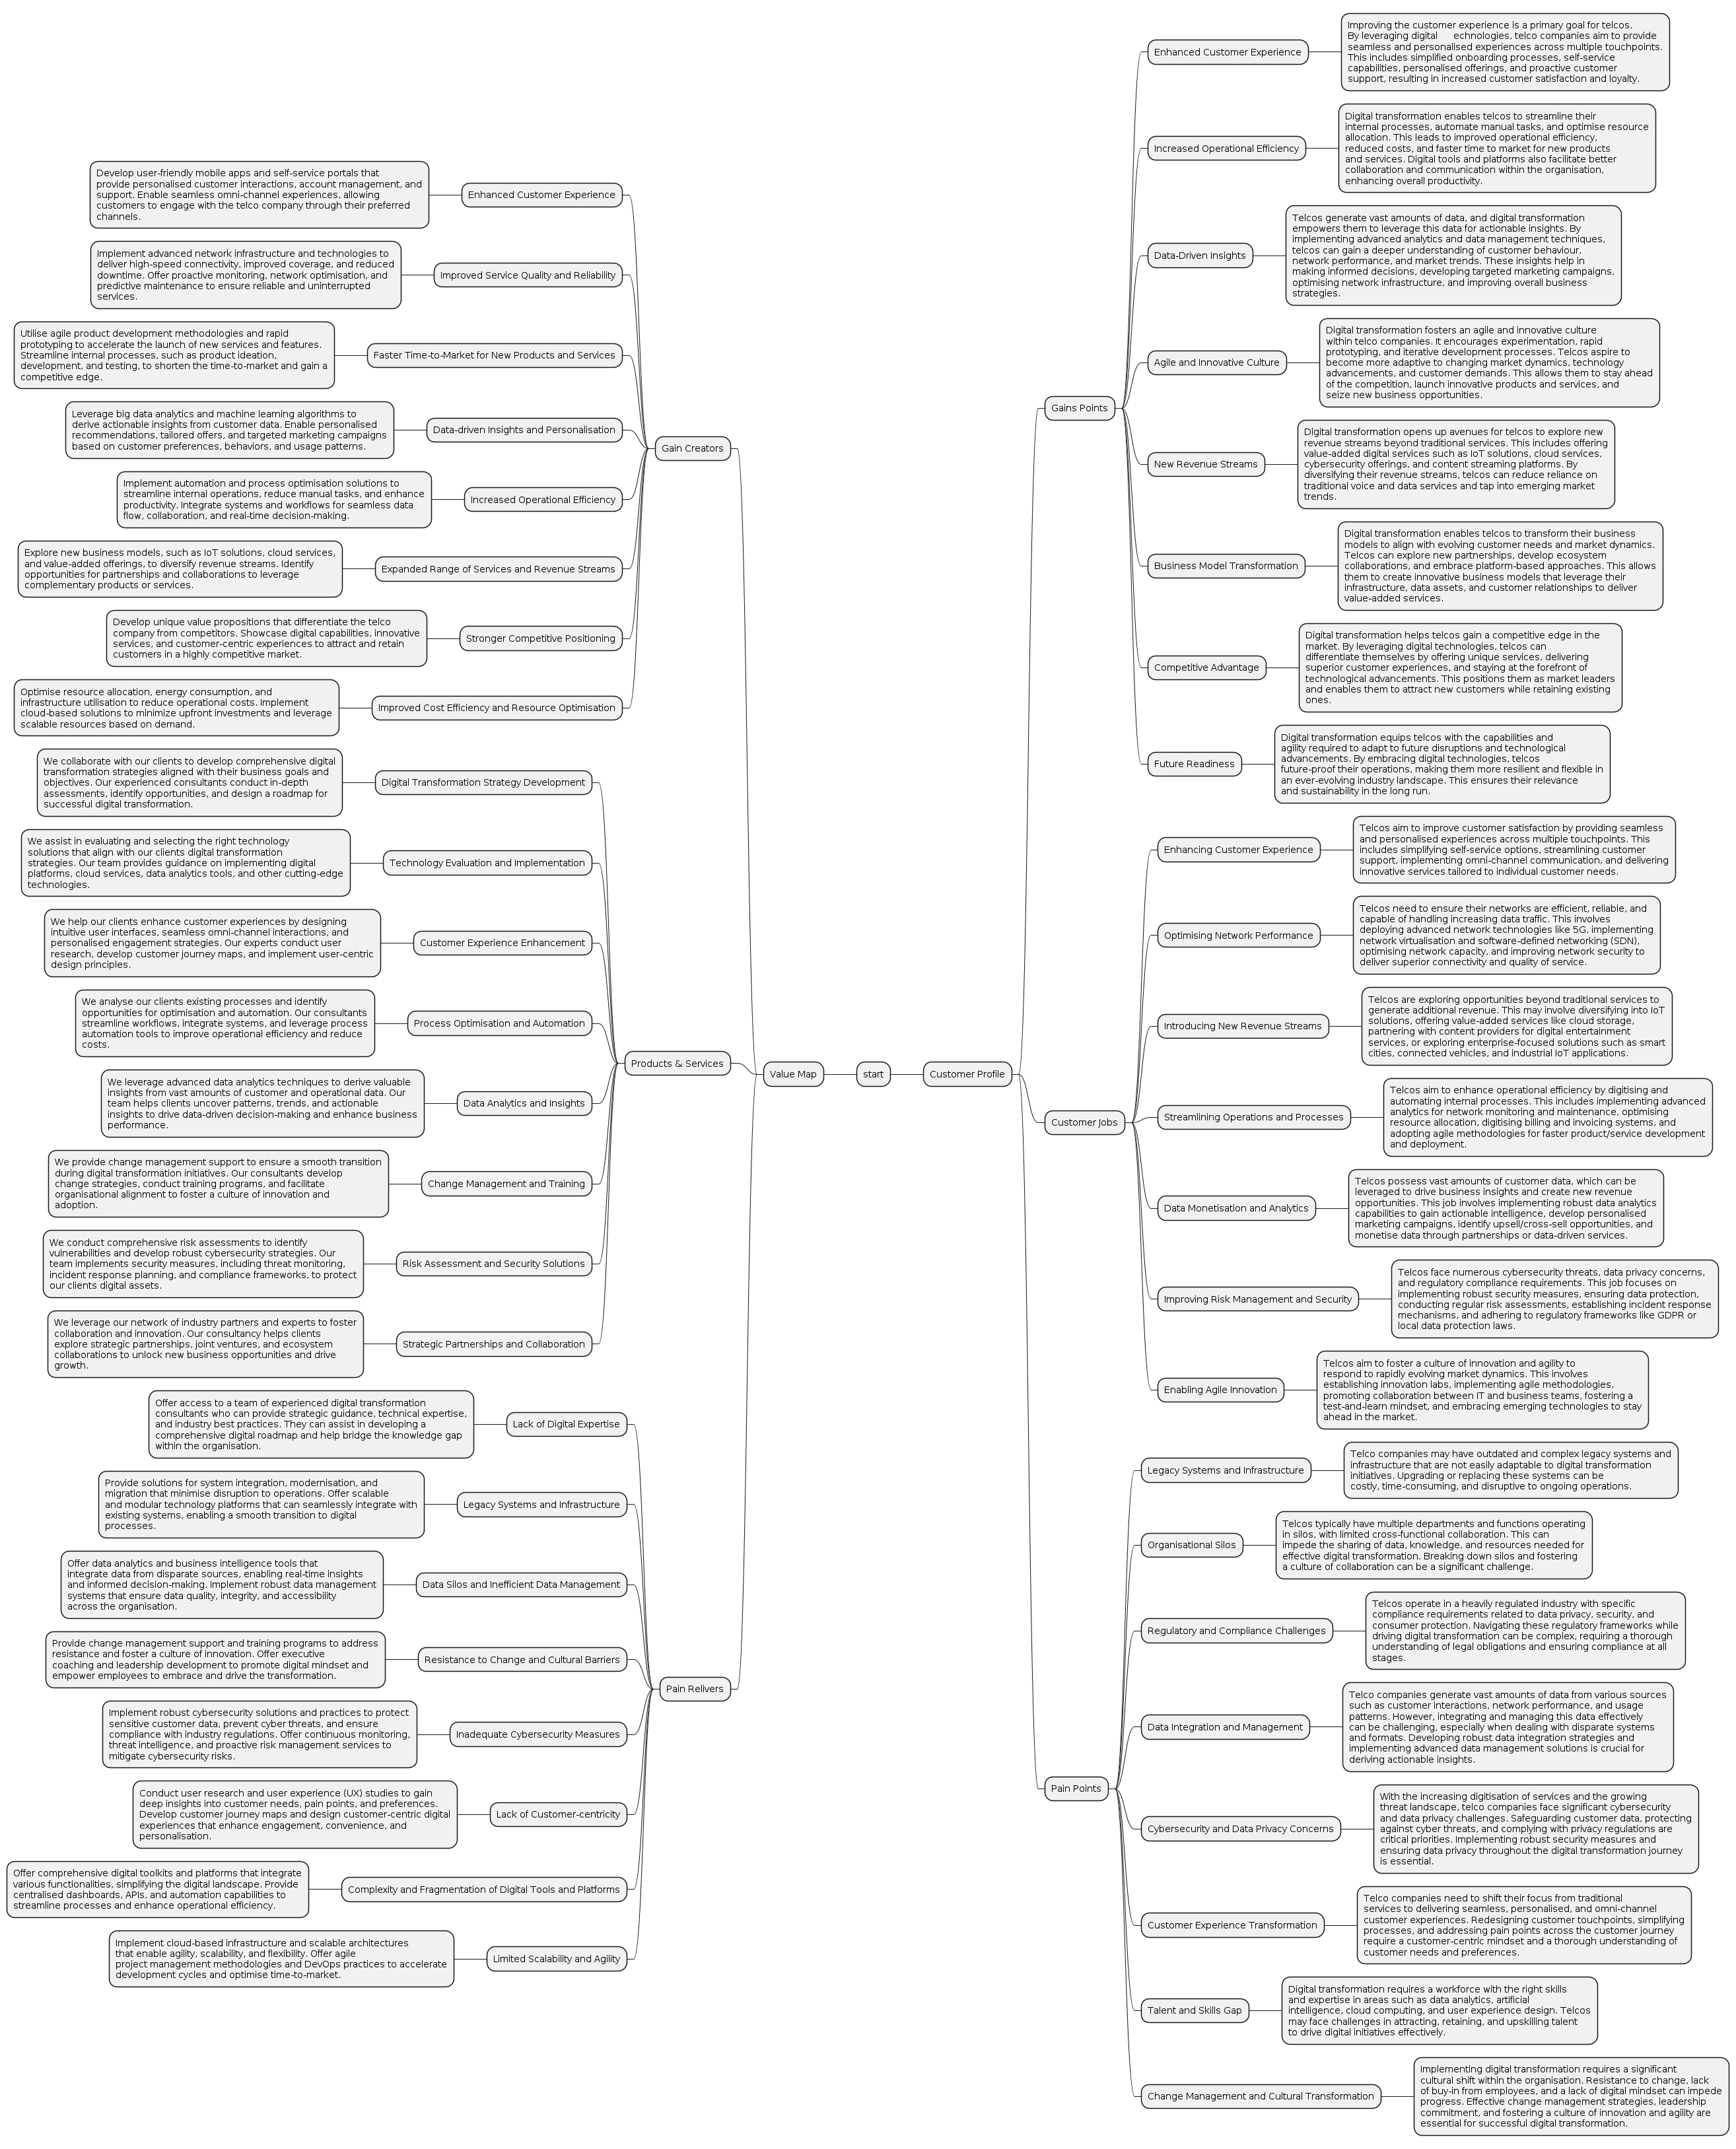 Develop user-friendly mobile apps and self-service portals that
provide personalised customer interactions, account management, and
support. Enable seamless omni-channel experiences, allowing
customers to engage with the telco company through their preferred
channels.
Enhanced Customer Experience
Implement advanced network infrastructure and technologies to
deliver high-speed connectivity, improved coverage, and reduced
downtime. Offer proactive monitoring, network optimisation, and
predictive maintenance to ensure reliable and uninterrupted
services.
Improved Service Quality and Reliability
Utilise agile product development methodologies and rapid
prototyping to accelerate the launch of new services and features.
Streamline internal processes, such as product ideation,
development, and testing, to shorten the time-to-market and gain a
competitive edge.
Faster Time-to-Market for New Products and Services
Leverage big data analytics and machine learning algorithms to
derive actionable insights from customer data. Enable personalised
recommendations, tailored offers, and targeted marketing campaigns
based on customer preferences, behaviors, and usage patterns.
Data-driven Insights and Personalisation
Gain Creators
Implement automation and process optimisation solutions to
streamline internal operations, reduce manual tasks, and enhance
productivity. Integrate systems and workflows for seamless data
flow, collaboration, and real-time decision-making.
Increased Operational Efficiency
Explore new business models, such as IoT solutions, cloud services,
and value-added offerings, to diversify revenue streams. Identify
opportunities for partnerships and collaborations to leverage
complementary products or services.
Expanded Range of Services and Revenue Streams
Develop unique value propositions that differentiate the telco
company from competitors. Showcase digital capabilities, innovative
services, and customer-centric experiences to attract and retain
customers in a highly competitive market.
Stronger Competitive Positioning
Optimise resource allocation, energy consumption, and
infrastructure utilisation to reduce operational costs. Implement
cloud-based solutions to minimize upfront investments and leverage
scalable resources based on demand.
Improved Cost Efficiency and Resource Optimisation
We collaborate with our clients to develop comprehensive digital
transformation strategies aligned with their business goals and
objectives. Our experienced consultants conduct in-depth
assessments, identify opportunities, and design a roadmap for
successful digital transformation.
Digital Transformation Strategy Development
We assist in evaluating and selecting the right technology
solutions that align with our clients digital transformation
strategies. Our team provides guidance on implementing digital
platforms, cloud services, data analytics tools, and other cutting-edge
technologies.
Technology Evaluation and Implementation
We help our clients enhance customer experiences by designing
intuitive user interfaces, seamless omni-channel interactions, and
personalised engagement strategies. Our experts conduct user
research, develop customer journey maps, and implement user-centric
design principles.
Customer Experience Enhancement
We analyse our clients existing processes and identify
opportunities for optimisation and automation. Our consultants
streamline workflows, integrate systems, and leverage process
automation tools to improve operational efficiency and reduce
costs.
Process Optimisation and Automation
Products & Services
We leverage advanced data analytics techniques to derive valuable
insights from vast amounts of customer and operational data. Our
team helps clients uncover patterns, trends, and actionable
insights to drive data-driven decision-making and enhance business
performance.
Data Analytics and Insights
We provide change management support to ensure a smooth transition
during digital transformation initiatives. Our consultants develop
change strategies, conduct training programs, and facilitate
organisational alignment to foster a culture of innovation and
adoption.
Change Management and Training
We conduct comprehensive risk assessments to identify
vulnerabilities and develop robust cybersecurity strategies. Our
team implements security measures, including threat monitoring,
incident response planning, and compliance frameworks, to protect
our clients digital assets.
Risk Assessment and Security Solutions
We leverage our network of industry partners and experts to foster
collaboration and innovation. Our consultancy helps clients
explore strategic partnerships, joint ventures, and ecosystem
collaborations to unlock new business opportunities and drive
growth.
Strategic Partnerships and Collaboration
Offer access to a team of experienced digital transformation
consultants who can provide strategic guidance, technical expertise,
and industry best practices. They can assist in developing a
comprehensive digital roadmap and help bridge the knowledge gap
within the organisation.
Lack of Digital Expertise
Provide solutions for system integration, modernisation, and
migration that minimise disruption to operations. Offer scalable
and modular technology platforms that can seamlessly integrate with
existing systems, enabling a smooth transition to digital
processes.
Legacy Systems and Infrastructure
Offer data analytics and business intelligence tools that
integrate data from disparate sources, enabling real-time insights
and informed decision-making. Implement robust data management
systems that ensure data quality, integrity, and accessibility
across the organisation.
Data Silos and Inefficient Data Management
Provide change management support and training programs to address
resistance and foster a culture of innovation. Offer executive
coaching and leadership development to promote digital mindset and
empower employees to embrace and drive the transformation.
Resistance to Change and Cultural Barriers
Pain Relivers
Implement robust cybersecurity solutions and practices to protect
sensitive customer data, prevent cyber threats, and ensure
compliance with industry regulations. Offer continuous monitoring,
threat intelligence, and proactive risk management services to
mitigate cybersecurity risks.
Inadequate Cybersecurity Measures
Conduct user research and user experience (UX) studies to gain
deep insights into customer needs, pain points, and preferences.
Develop customer journey maps and design customer-centric digital
experiences that enhance engagement, convenience, and
personalisation.
Lack of Customer-centricity
Offer comprehensive digital toolkits and platforms that integrate
various functionalities, simplifying the digital landscape. Provide
centralised dashboards, APIs, and automation capabilities to
streamline processes and enhance operational efficiency.
Complexity and Fragmentation of Digital Tools and Platforms
Implement cloud-based infrastructure and scalable architectures
that enable agility, scalability, and flexibility. Offer agile
project management methodologies and DevOps practices to accelerate
development cycles and optimise time-to-market.
Limited Scalability and Agility
Value Map
start
Customer Profile
Gains Points
Enhanced Customer Experience
Improving the customer experience is a primary goal for telcos.
By leveraging digital echnologies, telco companies aim to provide
seamless and personalised experiences across multiple touchpoints.
This includes simplified onboarding processes, self-service
capabilities, personalised offerings, and proactive customer
support, resulting in increased customer satisfaction and loyalty.
Increased Operational Efficiency
Digital transformation enables telcos to streamline their
internal processes, automate manual tasks, and optimise resource
allocation. This leads to improved operational efficiency,
reduced costs, and faster time to market for new products
and services. Digital tools and platforms also facilitate better
collaboration and communication within the organisation,
enhancing overall productivity.
Data-Driven Insights
Telcos generate vast amounts of data, and digital transformation
empowers them to leverage this data for actionable insights. By
implementing advanced analytics and data management techniques,
telcos can gain a deeper understanding of customer behaviour,
network performance, and market trends. These insights help in
making informed decisions, developing targeted marketing campaigns,
optimising network infrastructure, and improving overall business
strategies.
Agile and Innovative Culture
Digital transformation fosters an agile and innovative culture
within telco companies. It encourages experimentation, rapid
prototyping, and iterative development processes. Telcos aspire to
become more adaptive to changing market dynamics, technology
advancements, and customer demands. This allows them to stay ahead
of the competition, launch innovative products and services, and
seize new business opportunities.
New Revenue Streams
Digital transformation opens up avenues for telcos to explore new
revenue streams beyond traditional services. This includes offering
value-added digital services such as IoT solutions, cloud services,
cybersecurity offerings, and content streaming platforms. By
diversifying their revenue streams, telcos can reduce reliance on
traditional voice and data services and tap into emerging market
trends.
Business Model Transformation
Digital transformation enables telcos to transform their business
models to align with evolving customer needs and market dynamics.
Telcos can explore new partnerships, develop ecosystem
collaborations, and embrace platform-based approaches. This allows
them to create innovative business models that leverage their
infrastructure, data assets, and customer relationships to deliver
value-added services.
Competitive Advantage
Digital transformation helps telcos gain a competitive edge in the
market. By leveraging digital technologies, telcos can
differentiate themselves by offering unique services, delivering
superior customer experiences, and staying at the forefront of
technological advancements. This positions them as market leaders
and enables them to attract new customers while retaining existing
ones.
Future Readiness
Digital transformation equips telcos with the capabilities and
agility required to adapt to future disruptions and technological
advancements. By embracing digital technologies, telcos
future-proof their operations, making them more resilient and flexible in
an ever-evolving industry landscape. This ensures their relevance
and sustainability in the long run.
Customer Jobs
Enhancing Customer Experience
Telcos aim to improve customer satisfaction by providing seamless
and personalised experiences across multiple touchpoints. This
includes simplifying self-service options, streamlining customer
support, implementing omni-channel communication, and delivering
innovative services tailored to individual customer needs.
Optimising Network Performance
Telcos need to ensure their networks are efficient, reliable, and
capable of handling increasing data traffic. This involves
deploying advanced network technologies like 5G, implementing
network virtualisation and software-defined networking (SDN),
optimising network capacity, and improving network security to
deliver superior connectivity and quality of service.
Introducing New Revenue Streams
Telcos are exploring opportunities beyond traditional services to
generate additional revenue. This may involve diversifying into IoT
solutions, offering value-added services like cloud storage,
partnering with content providers for digital entertainment
services, or exploring enterprise-focused solutions such as smart
cities, connected vehicles, and industrial IoT applications.
Streamlining Operations and Processes
Telcos aim to enhance operational efficiency by digitising and
automating internal processes. This includes implementing advanced
analytics for network monitoring and maintenance, optimising
resource allocation, digitising billing and invoicing systems, and
adopting agile methodologies for faster product/service development
and deployment.
Data Monetisation and Analytics
Telcos possess vast amounts of customer data, which can be
leveraged to drive business insights and create new revenue
opportunities. This job involves implementing robust data analytics
capabilities to gain actionable intelligence, develop personalised
marketing campaigns, identify upsell/cross-sell opportunities, and
monetise data through partnerships or data-driven services.
Improving Risk Management and Security
Telcos face numerous cybersecurity threats, data privacy concerns,
and regulatory compliance requirements. This job focuses on
implementing robust security measures, ensuring data protection,
conducting regular risk assessments, establishing incident response
mechanisms, and adhering to regulatory frameworks like GDPR or
local data protection laws.
Enabling Agile Innovation
Telcos aim to foster a culture of innovation and agility to
respond to rapidly evolving market dynamics. This involves
establishing innovation labs, implementing agile methodologies,
promoting collaboration between IT and business teams, fostering a
test-and-learn mindset, and embracing emerging technologies to stay
ahead in the market.
Pain Points
Legacy Systems and Infrastructure
Telco companies may have outdated and complex legacy systems and
infrastructure that are not easily adaptable to digital transformation
initiatives. Upgrading or replacing these systems can be
costly, time-consuming, and disruptive to ongoing operations.
Organisational Silos
Telcos typically have multiple departments and functions operating
in silos, with limited cross-functional collaboration. This can
impede the sharing of data, knowledge, and resources needed for
effective digital transformation. Breaking down silos and fostering
a culture of collaboration can be a significant challenge.
Regulatory and Compliance Challenges
Telcos operate in a heavily regulated industry with specific
compliance requirements related to data privacy, security, and
consumer protection. Navigating these regulatory frameworks while
driving digital transformation can be complex, requiring a thorough
understanding of legal obligations and ensuring compliance at all
stages.
Data Integration and Management
Telco companies generate vast amounts of data from various sources
such as customer interactions, network performance, and usage
patterns. However, integrating and managing this data effectively
can be challenging, especially when dealing with disparate systems
and formats. Developing robust data integration strategies and
implementing advanced data management solutions is crucial for
deriving actionable insights.
Cybersecurity and Data Privacy Concerns
With the increasing digitisation of services and the growing
threat landscape, telco companies face significant cybersecurity
and data privacy challenges. Safeguarding customer data, protecting
against cyber threats, and complying with privacy regulations are
critical priorities. Implementing robust security measures and
ensuring data privacy throughout the digital transformation journey
is essential.
Customer Experience Transformation
Telco companies need to shift their focus from traditional
services to delivering seamless, personalised, and omni-channel
customer experiences. Redesigning customer touchpoints, simplifying
processes, and addressing pain points across the customer journey
require a customer-centric mindset and a thorough understanding of
customer needs and preferences.
Talent and Skills Gap
Digital transformation requires a workforce with the right skills
and expertise in areas such as data analytics, artificial
intelligence, cloud computing, and user experience design. Telcos
may face challenges in attracting, retaining, and upskilling talent
to drive digital initiatives effectively.
Change Management and Cultural Transformation
Implementing digital transformation requires a significant
cultural shift within the organisation. Resistance to change, lack
of buy-in from employees, and a lack of digital mindset can impede
progress. Effective change management strategies, leadership
commitment, and fostering a culture of innovation and agility are
essential for successful digital transformation.